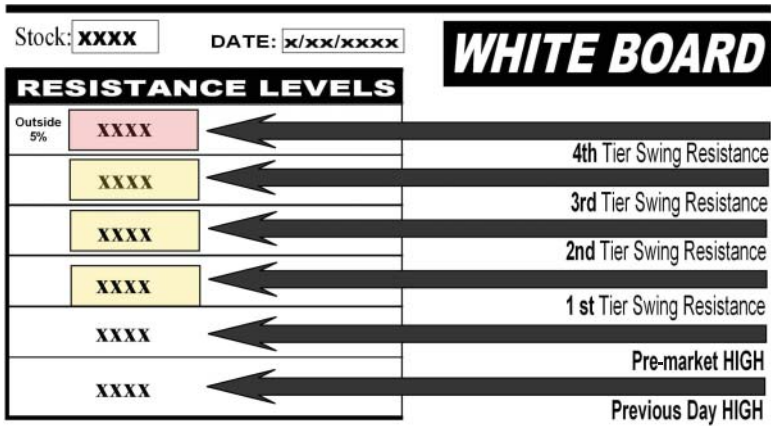 Stock: XXXX
DATE: x/xx/xxxx
WHITE BOARD
RESISTANCE LEVELS
Outside
5%
XXXX
4th Tier Swing Resistance
XXXX
3rd Tier Swing Resistance
XXXX
2nd Tier Swing Resistance
XXXX
1 st Tier Swing Resistance
XXXX
Pre-market HIGH
XXXX
Previous Day HIGH